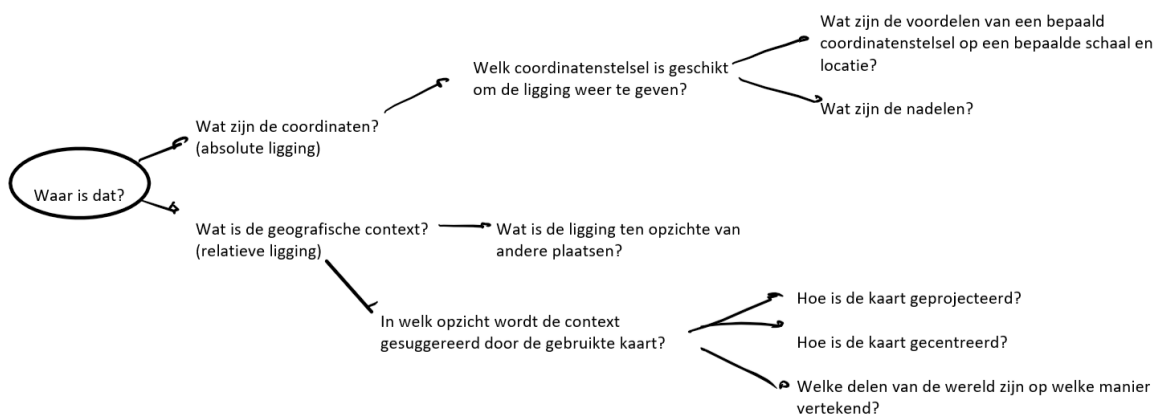 Waar is dat?
Wat zijn de coordinaten?
(absolute ligging)
Welk coordinatenstelsel is geschikt
om de ligging weer te geven?
Wat zijn de voordelen van een bepaald
coordinatenstelsel op een bepaalde schaal en
locatie?
Wat zijn de nadelen?
Wat is de geografische context?
(relatieve ligging)
Wat is de ligging ten opzichte van
andere plaatsen?
In welk opzicht wordt de context
gesuggereerd door de gebruikte kaart?
Hoe is de kaart geprojecteerd?
Hoe is de kaart gecentreerd?
Welke delen van de wereld zijn op welke manier
vertekend?